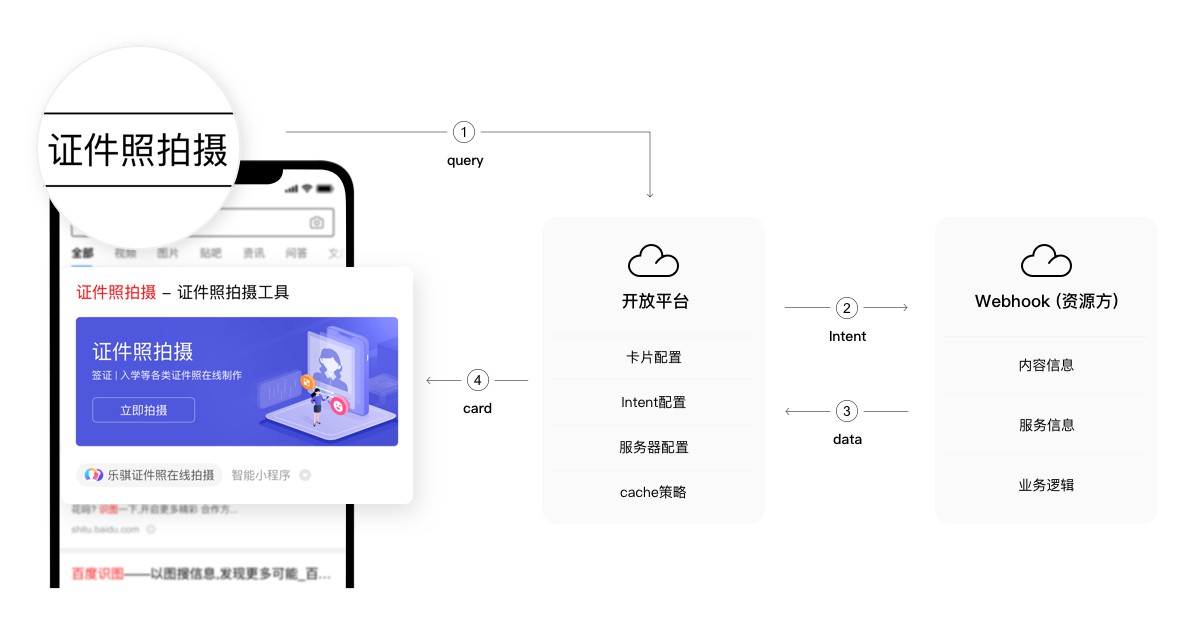 证件照拍摄
全部 视频 图片 贴吧 资讯 问答
证件照拍摄 – 证件照拍摄工具
证件照拍摄
签证 | 入学等各类证件照在线制作
立即拍摄
乐骐证件照在线拍摄 智能小程序
花吗? 识图一下,开启更多精彩 合作方...
shitu.baidu.com
百度识图——以图搜信息,发现更多可能_百...
1
query
开放平台
卡片配置
Intent配置
服务器配置
cache策略
2
Intent
3
data
4
card
Webhook (资源方)
内容信息
服务信息
业务逻辑